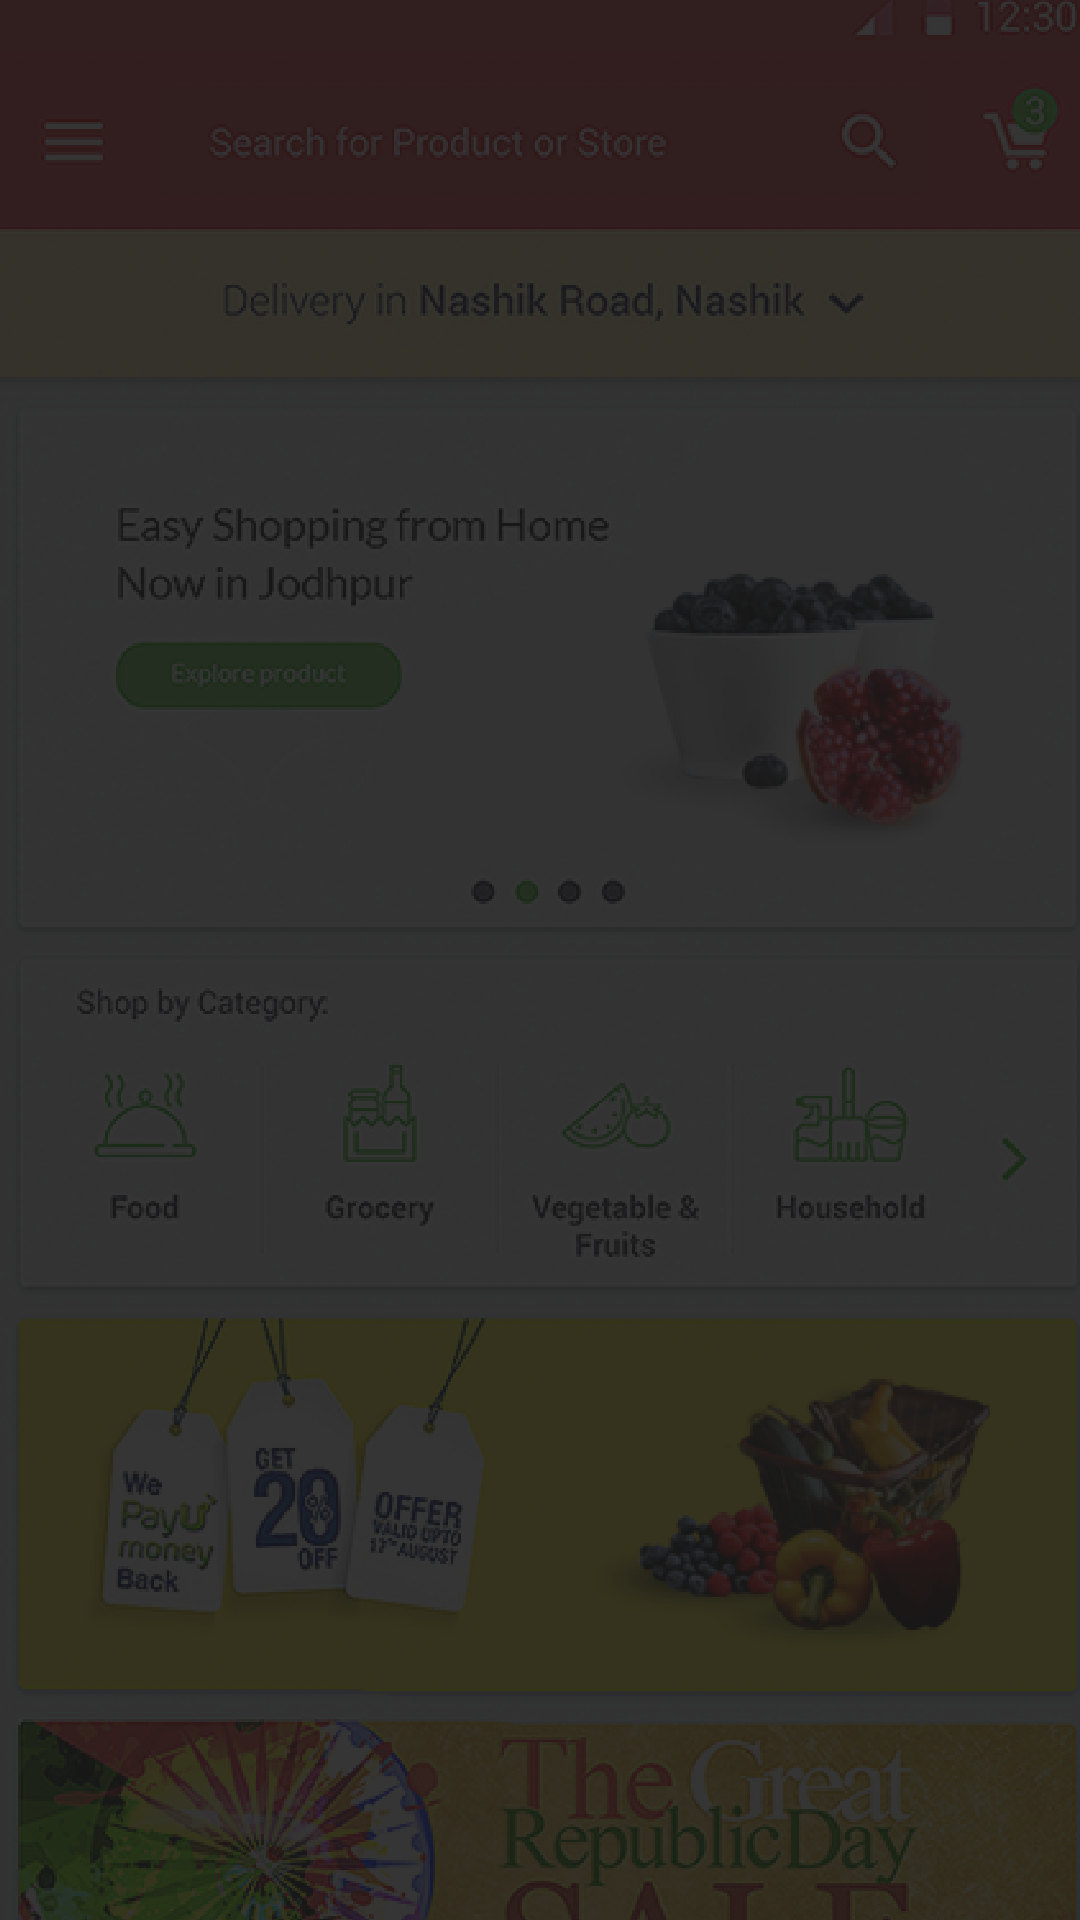 12:30
Search for Product or Store
3
Delivery in Nashik Road, Nashik
Easy Shopping from Home
Now in Jodhpur
Explore product
Shop by Category:
Food
Grocery
Vegetable &
Fruits
Household
We
PayU
money
Back
GET
20%
OFF
OFFER
VALID UPTO
12TH AUGUST
The Great
Republic Day
SALE